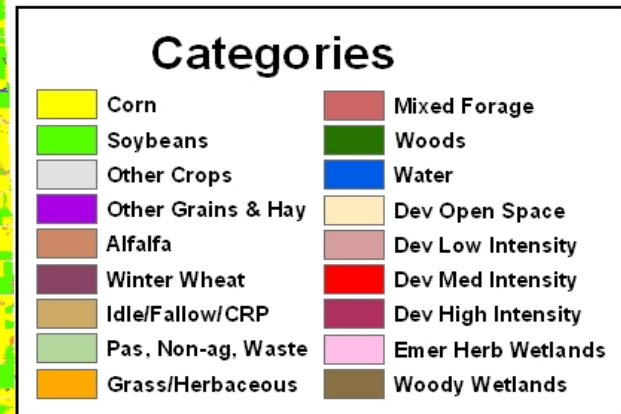 Categories
Corn
Soybeans
Other Crops
Other Grains & Hay
Alfalfa
Winter Wheat
Idle/Fallow/CRP
Pas, Non-ag, Waste
Grass/Herbaceous
Mixed Forage
Woods
Water
Dev Open Space
Dev Low Intensity
Dev Med Intensity
Dev High Intensity
Emer Herb Wetlands
Woody Wetlands